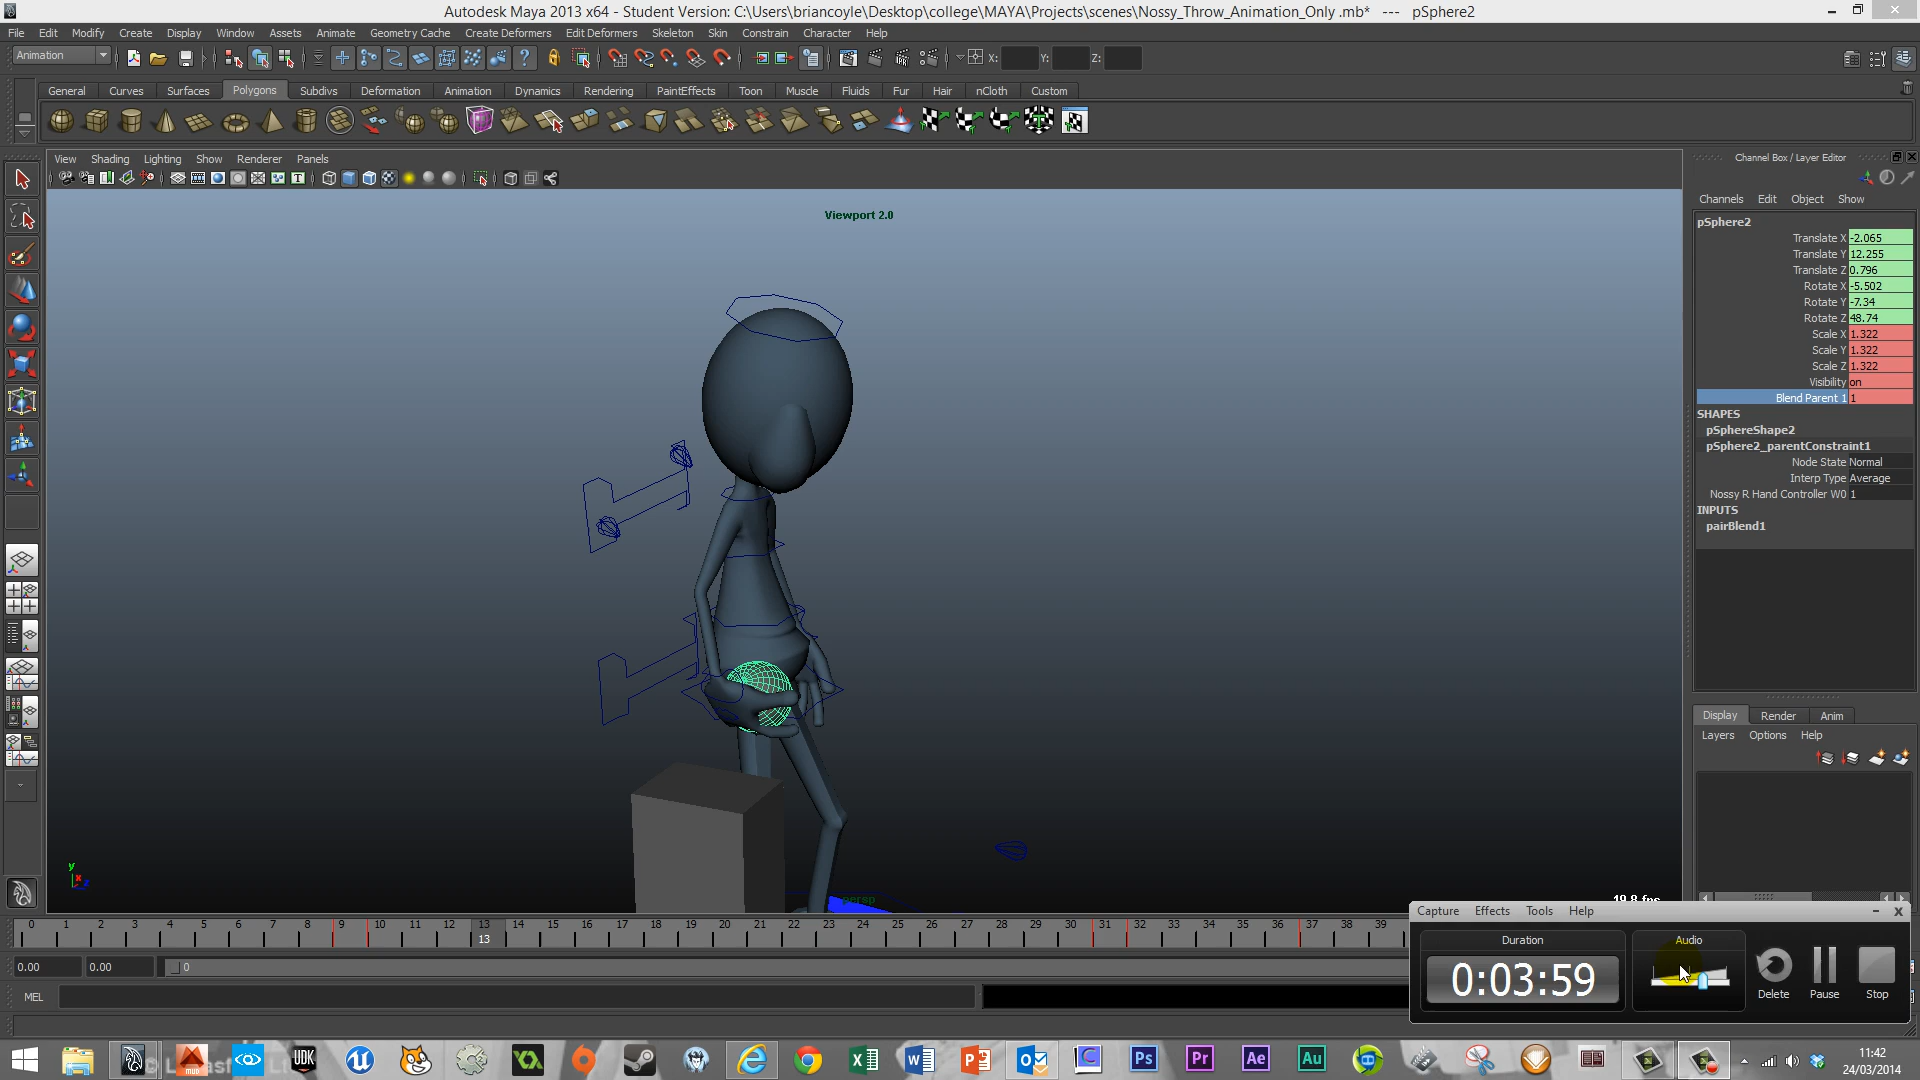 Autodesk Maya 2013 x64 - Student Version: C:\Users\briancoyle\Desktop\college\MAYA\Projects\scenes\Nossy_Throw_Animation_Only .mb* --- pSphere2
File Edit Modify Create Display Window Assets Animate Geometry Cache Create Deformers Edit Deformers Skeleton Skin Constrain Character Help
Animation X: Y: Z:
General Curves Surfaces Polygons Subdivs Deformation Animation Dynamics Rendering PaintEffects Toon Muscle Fluids Fur Hair nCloth Custom
View Shading Lighting Show Renderer Panels
Channel Box / Layer Editor
Channels Edit Object Show
Viewport 2.0
pSphere2
Translate X -2.065
Translate Y 12.255
Translate Z 0.796
Rotate X -5.502
Rotate Y -7.34
Rotate Z 48.74
Scale X 1.322
Scale Y 1.322
Scale Z 1.322
Visibility on
Blend Parent 1 1
SHAPES
pSphereShape2
pSphere2_parentConstraint1
Node State Normal
Interp Type Average
Nossy R Hand Controller W0 1
INPUTS
pairBlend1
Display Render Anim
Layers Options Help
y
x
z
persp
19.8 fps
0 1 2 3 4 5 6 7 8 9 10 11 12 13 14 15 16 17 18 19 20 21 22 23 24 25 26 27 28 29 30 31 32 33 34 35 36 37 38 39
13
0.00 0.00 0
MEL
Capture Effects Tools Help
Duration Audio
0:03:59
Delete Pause Stop
UDK
Ps Pr Ae Au
11:42
24/03/2014